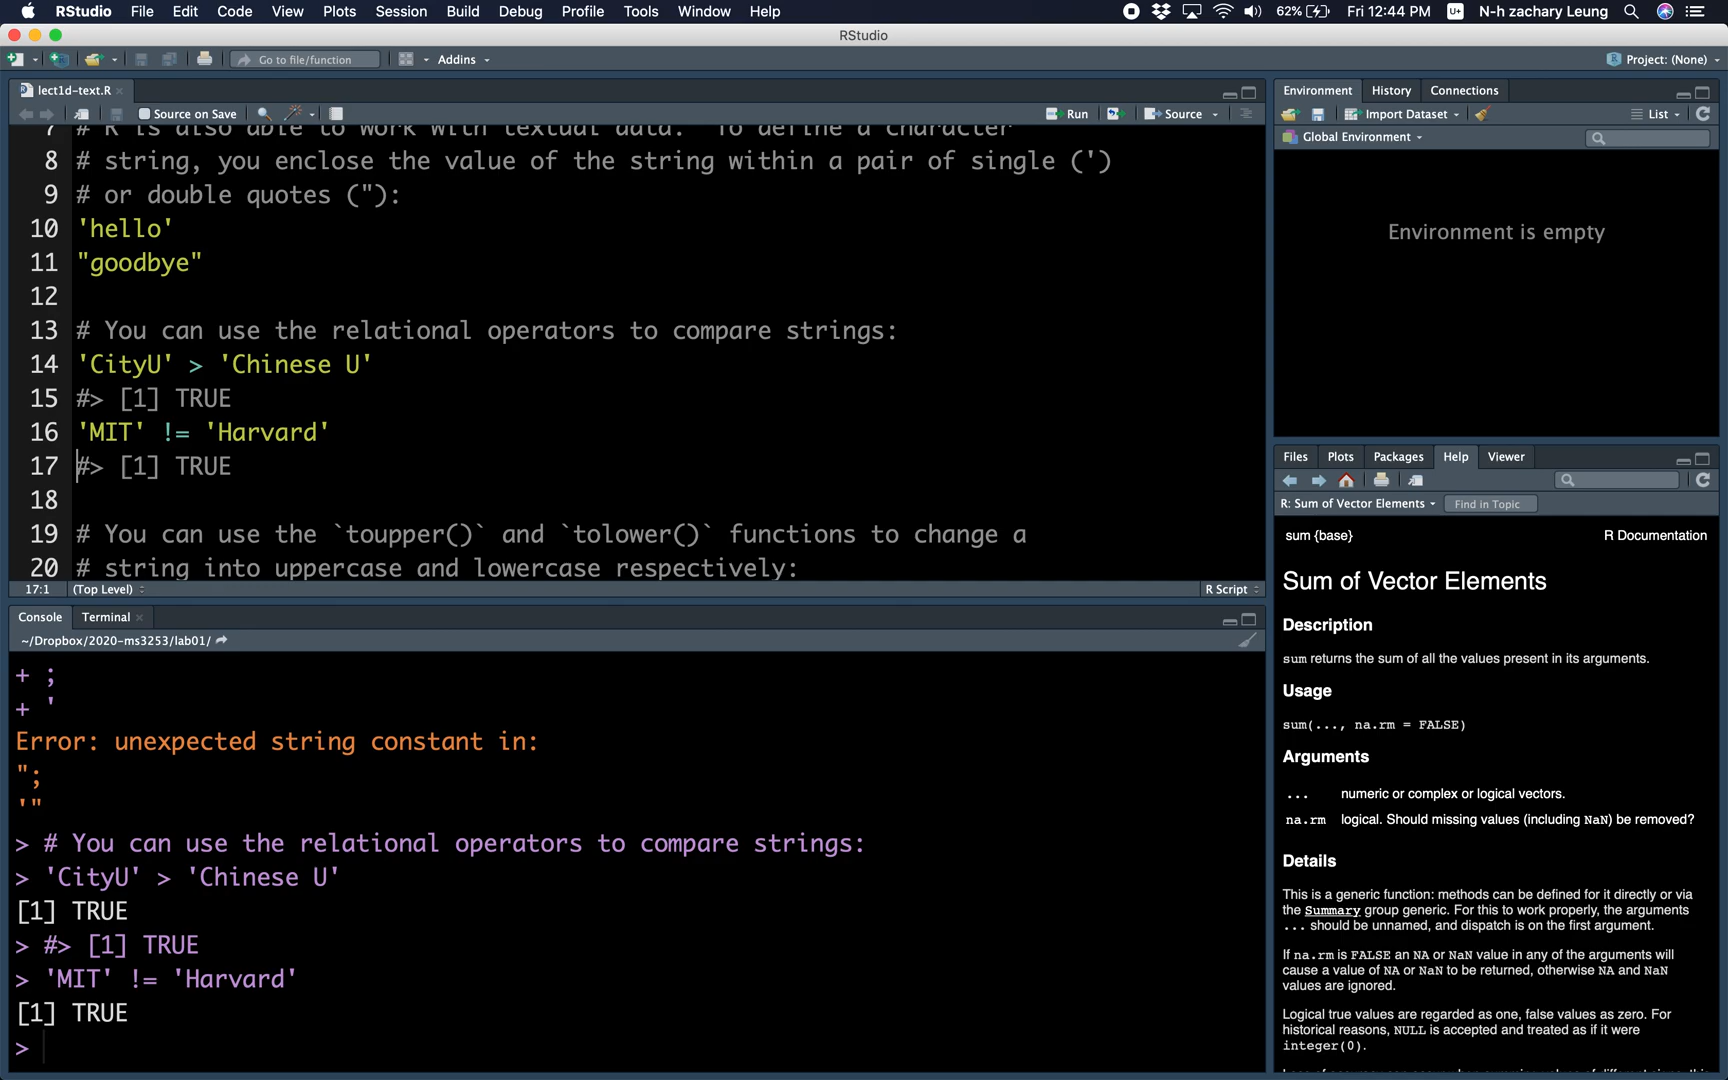 RStudio File Edit Code View Plots Session Build Debug Profile Tools Window Help 62% Fri 12:44 PM U+ N-h zachary Leung
RStudio
Go to file/function Addins Project: (None)
lect1d-text.R
Source on Save Run Source
7 # R is also able to work with textual data. To define a character
8 # string, you enclose the value of the string within a pair of single (')
9 # or double quotes ("):
10 'hello'
11 "goodbye"
12
13 # You can use the relational operators to compare strings:
14 'CityU' > 'Chinese U'
15 #> [1] TRUE
16 'MIT' != 'Harvard'
17 #> [1] TRUE
18
19 # You can use the `toupper()` and `tolower()` functions to change a
20 # string into uppercase and lowercase respectively:
17:1 (Top Level) R Script
Console Terminal
~/Dropbox/2020-ms3253/lab01/
+ ;
+ '
Error: unexpected string constant in:
";
'"
> # You can use the relational operators to compare strings:
> 'CityU' > 'Chinese U'
[1] TRUE
> #> [1] TRUE
> 'MIT' != 'Harvard'
[1] TRUE
>
Environment History Connections
Import Dataset List
Global Environment
Environment is empty
Files Plots Packages Help Viewer
R: Sum of Vector Elements Find in Topic
sum {base} R Documentation
Sum of Vector Elements
Description
sum returns the sum of all the values present in its arguments.
Usage
sum(..., na.rm = FALSE)
Arguments
... numeric or complex or logical vectors.
na.rm logical. Should missing values (including NaN) be removed?
Details
This is a generic function: methods can be defined for it directly or via
the Summary group generic. For this to work properly, the arguments
... should be unnamed, and dispatch is on the first argument.
If na.rm is FALSE an NA or NaN value in any of the arguments will
cause a value of NA or NaN to be returned, otherwise NA and NaN
values are ignored.
Logical true values are regarded as one, false values as zero. For
historical reasons, NULL is accepted and treated as if it were
integer(0).